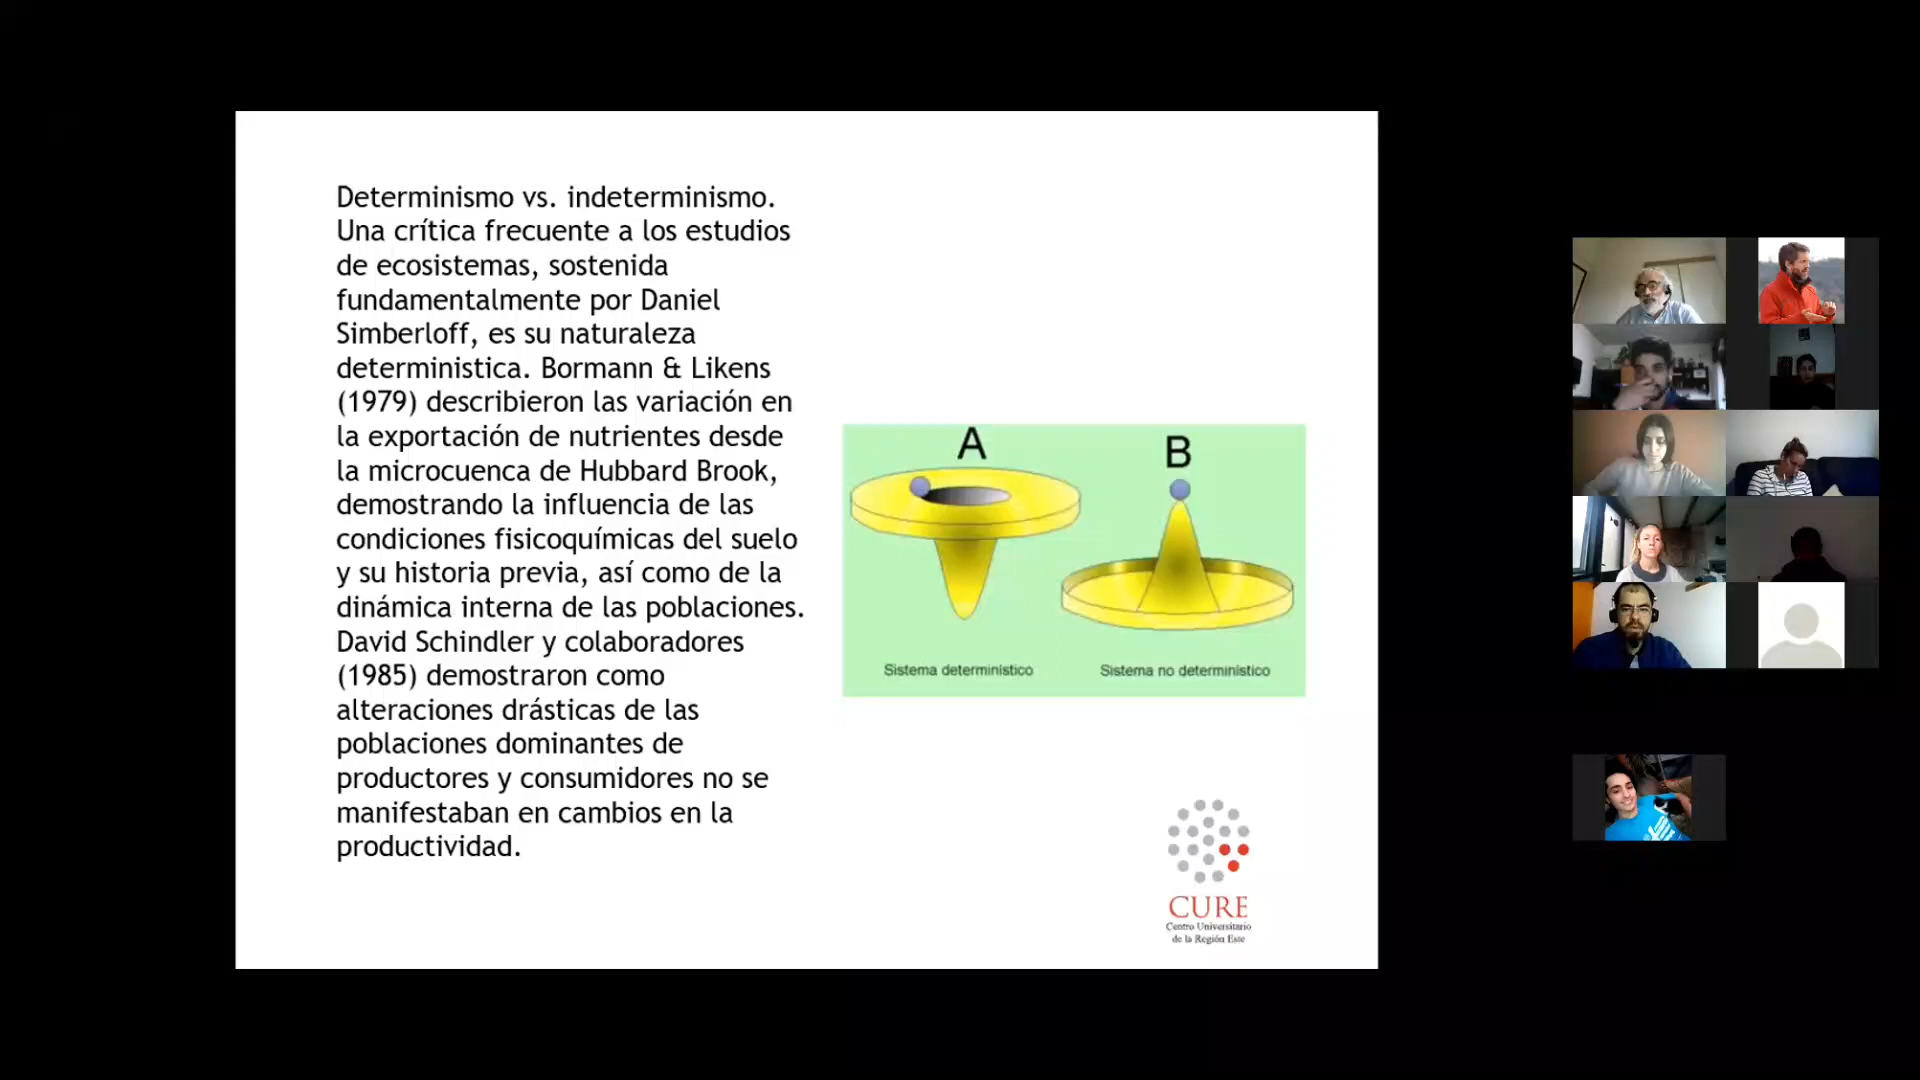 Determinismo vs. indeterminismo.
Una crítica frecuente a los estudios
de ecosistemas, sostenida
fundamentalmente por Daniel
Simberloff, es su naturaleza
deterministica. Bormann & Likens
(1979) describieron las variación en
la exportación de nutrientes desde
la microcuenca de Hubbard Brook,
demostrando la influencia de las
condiciones fisicoquímicas del suelo
y su historia previa, así como de la
dinámica interna de las poblaciones.
David Schindler y colaboradores
(1985) demostraron como
alteraciones drásticas de las
poblaciones dominantes de
productores y consumidores no se
manifestaban en cambios en la
productividad.
A
B
Sistema determinístico
Sistema no determinístico
CURE
Centro Universitario
de la Región Este